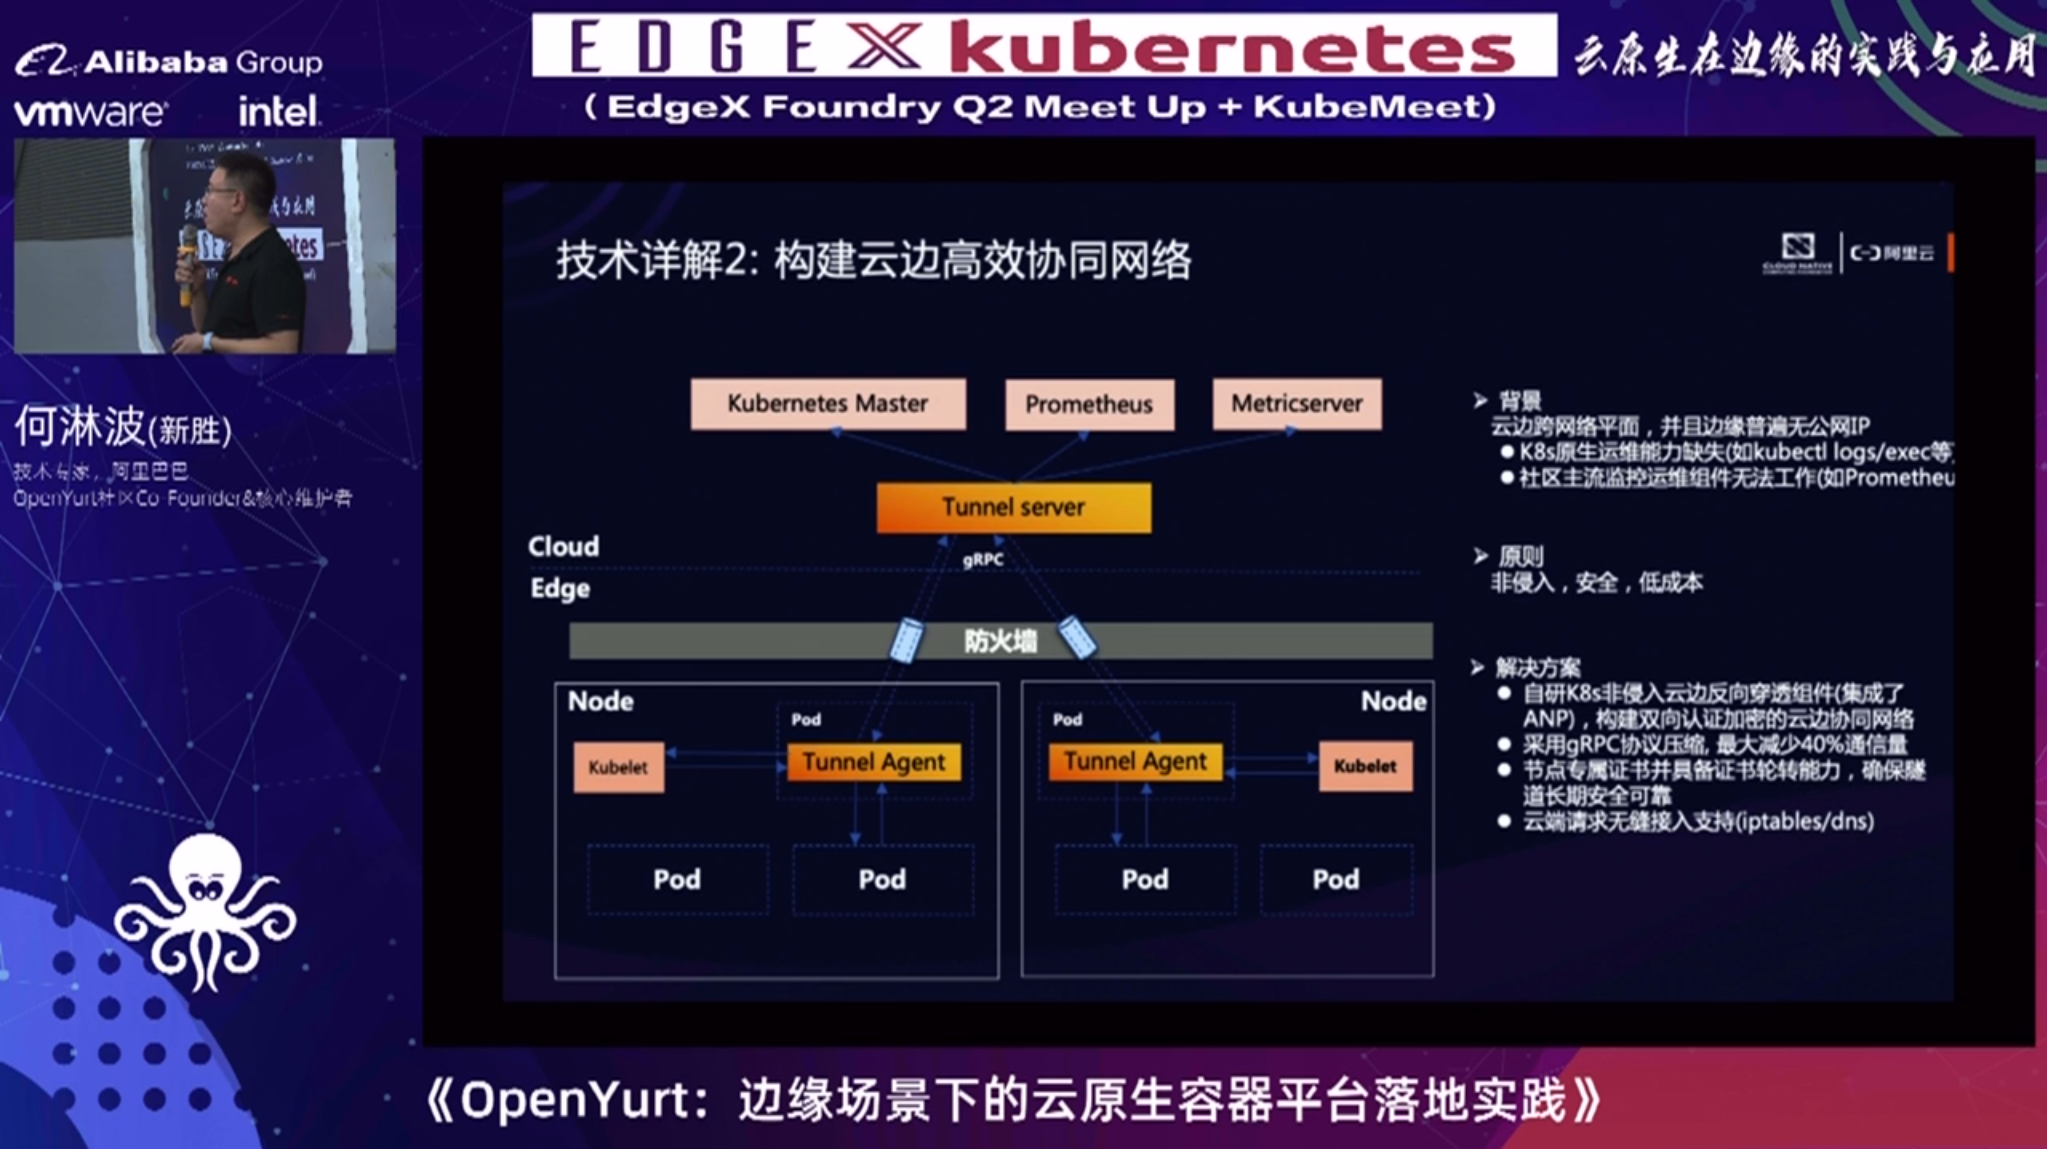 Alibaba Group
vmware
intel
EDGE X kubernetes
云原生在边缘的实践与应用
( EdgeX Foundry Q2 Meet Up + KubeMeet)
etes
何淋波(新胜)
技术专家，阿里巴巴
OpenYurt社区Co-Founder&核心维护者
技术详解2: 构建云边高效协同网络
CLOUD NATIVE
阿里云
Kubernetes Master
Prometheus
Metricserver
Tunnel server
Cloud
gRPC
Edge
防火墙
Node
Pod
Kubelet
Tunnel Agent
Pod
Pod
Node
Pod
Tunnel Agent
Kubelet
Pod
Pod
➢ 背景
云边跨网络平面，并且边缘普遍无公网IP
● K8s原生运维能力缺失(如kubectl logs/exec等
● 社区主流监控运维组件无法工作(如Prometheu
➢ 原则
非侵入，安全，低成本
➢ 解决方案
● 自研K8s非侵入云边反向穿透组件(集成了
ANP)，构建双向认证加密的云边协同网络
● 采用gRPC协议压缩, 最大减少40%通信量
● 节点专属证书并具备证书轮转能力，确保隧
道长期安全可靠
● 云端请求无缝接入支持(iptables/dns)
《OpenYurt：边缘场景下的云原生容器平台落地实践》